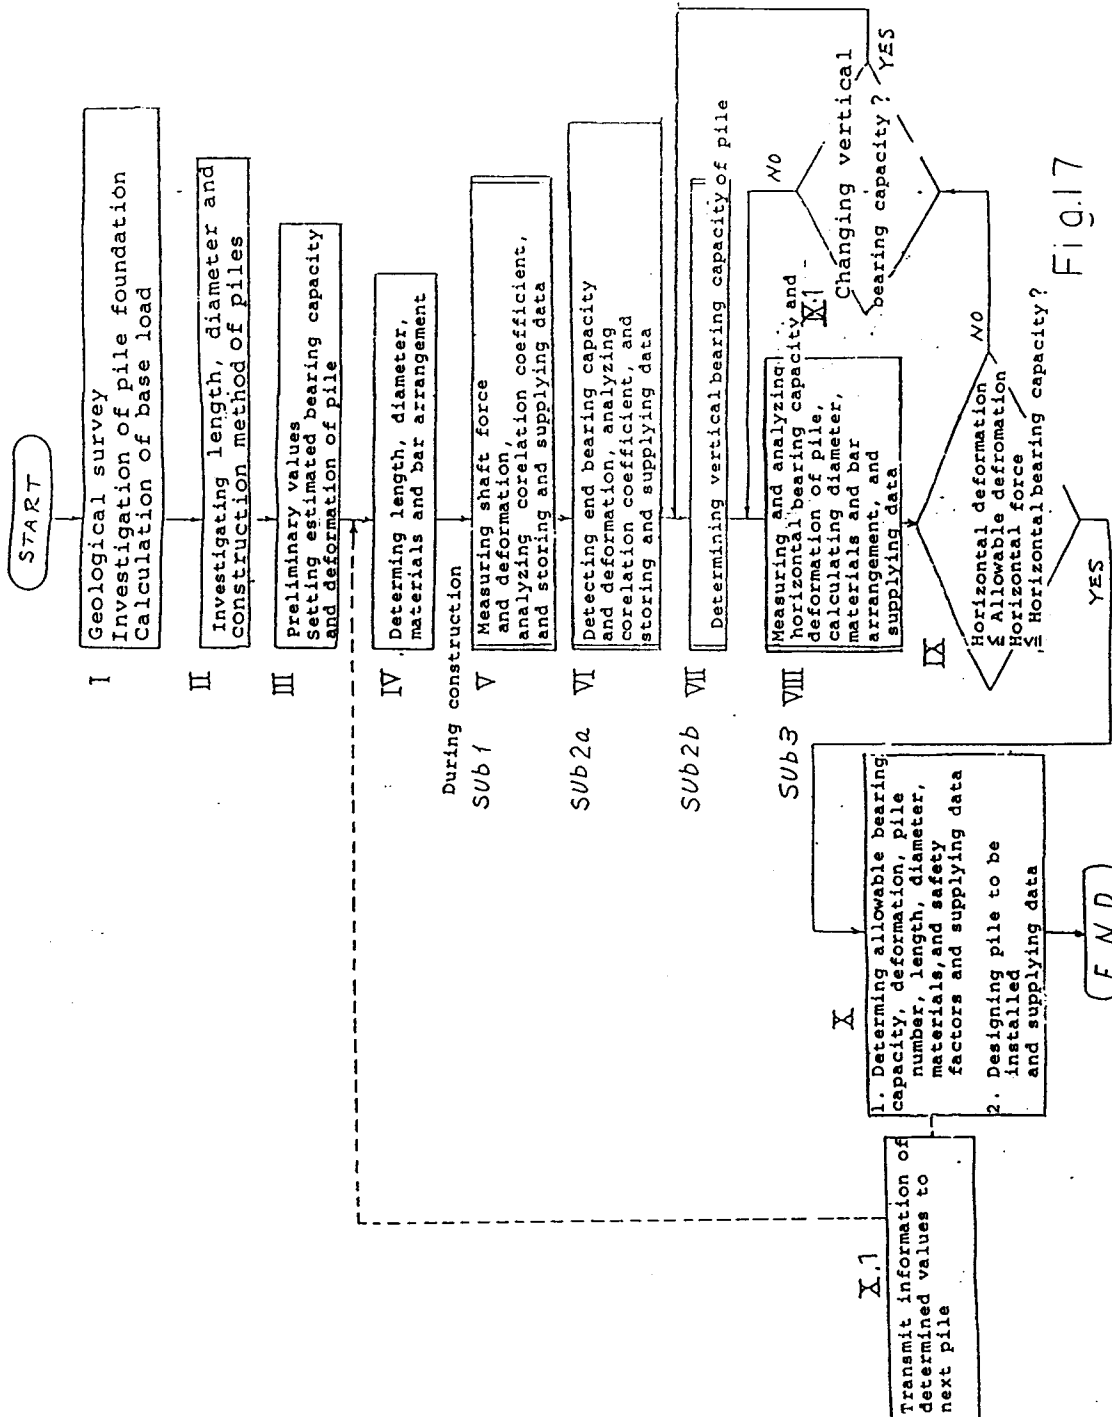 START
I
Geological survey
Investigation of pile foundation
Calculation of base load
II
Investigating length, diameter and
construction method of piles
III
Preliminary values
Setting estimated bearing capacity
and deformation of pile
IV
Determing length, diameter,
materials and bar arrangement
During construction
SUb1
V
Measuring shaft force
and deformation,
analyzing corelation coefficient,
and storing and supplying data
SUb2a
VI
Detecting end bearing capacity
and deformation, analyzing
corelation coefficient, and
storing and supplying data
SUb2b
VII
Determining vertical bearing capacity of pile
SUb3
VIII
Measuring and analyzing
horizontal bearing capacity and
deformation of pile,
calculating diameter,
materials and bar
arrangement, and
supplying data
IX.1
Changing vertical
bearing capacity?
NO
YES
IX
Horizontal deformation
≦ Allowable defromation
Horizontal force
≦ Horizontal bearing capacity?
NO
YES
X
1. Determing allowable bearing
capacity, deformation, pile
number, length, diameter,
materials, and safety
factors and supplying data
2. Designing pile to be
installed
and supplying data
X.1
Transmit information of
determined values to
next pile
END
Fig.17